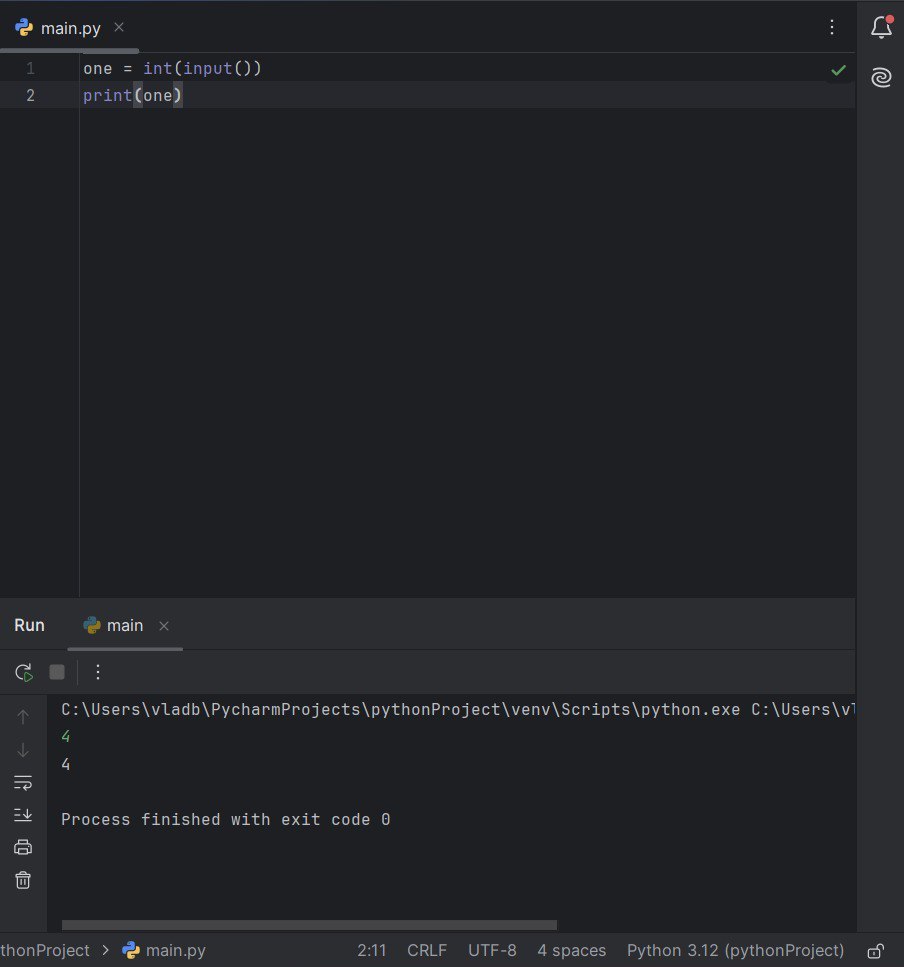 main.py
1 one = int(input())
2 print(one)
Run main
C:\Users\vladb\PycharmProjects\pythonProject\venv\Scripts\python.exe C:\Users\
4
4
Process finished with exit code 0
thonProject > main.py 2:11 CRLF UTF-8 4 spaces Python 3.12 (pythonProject)